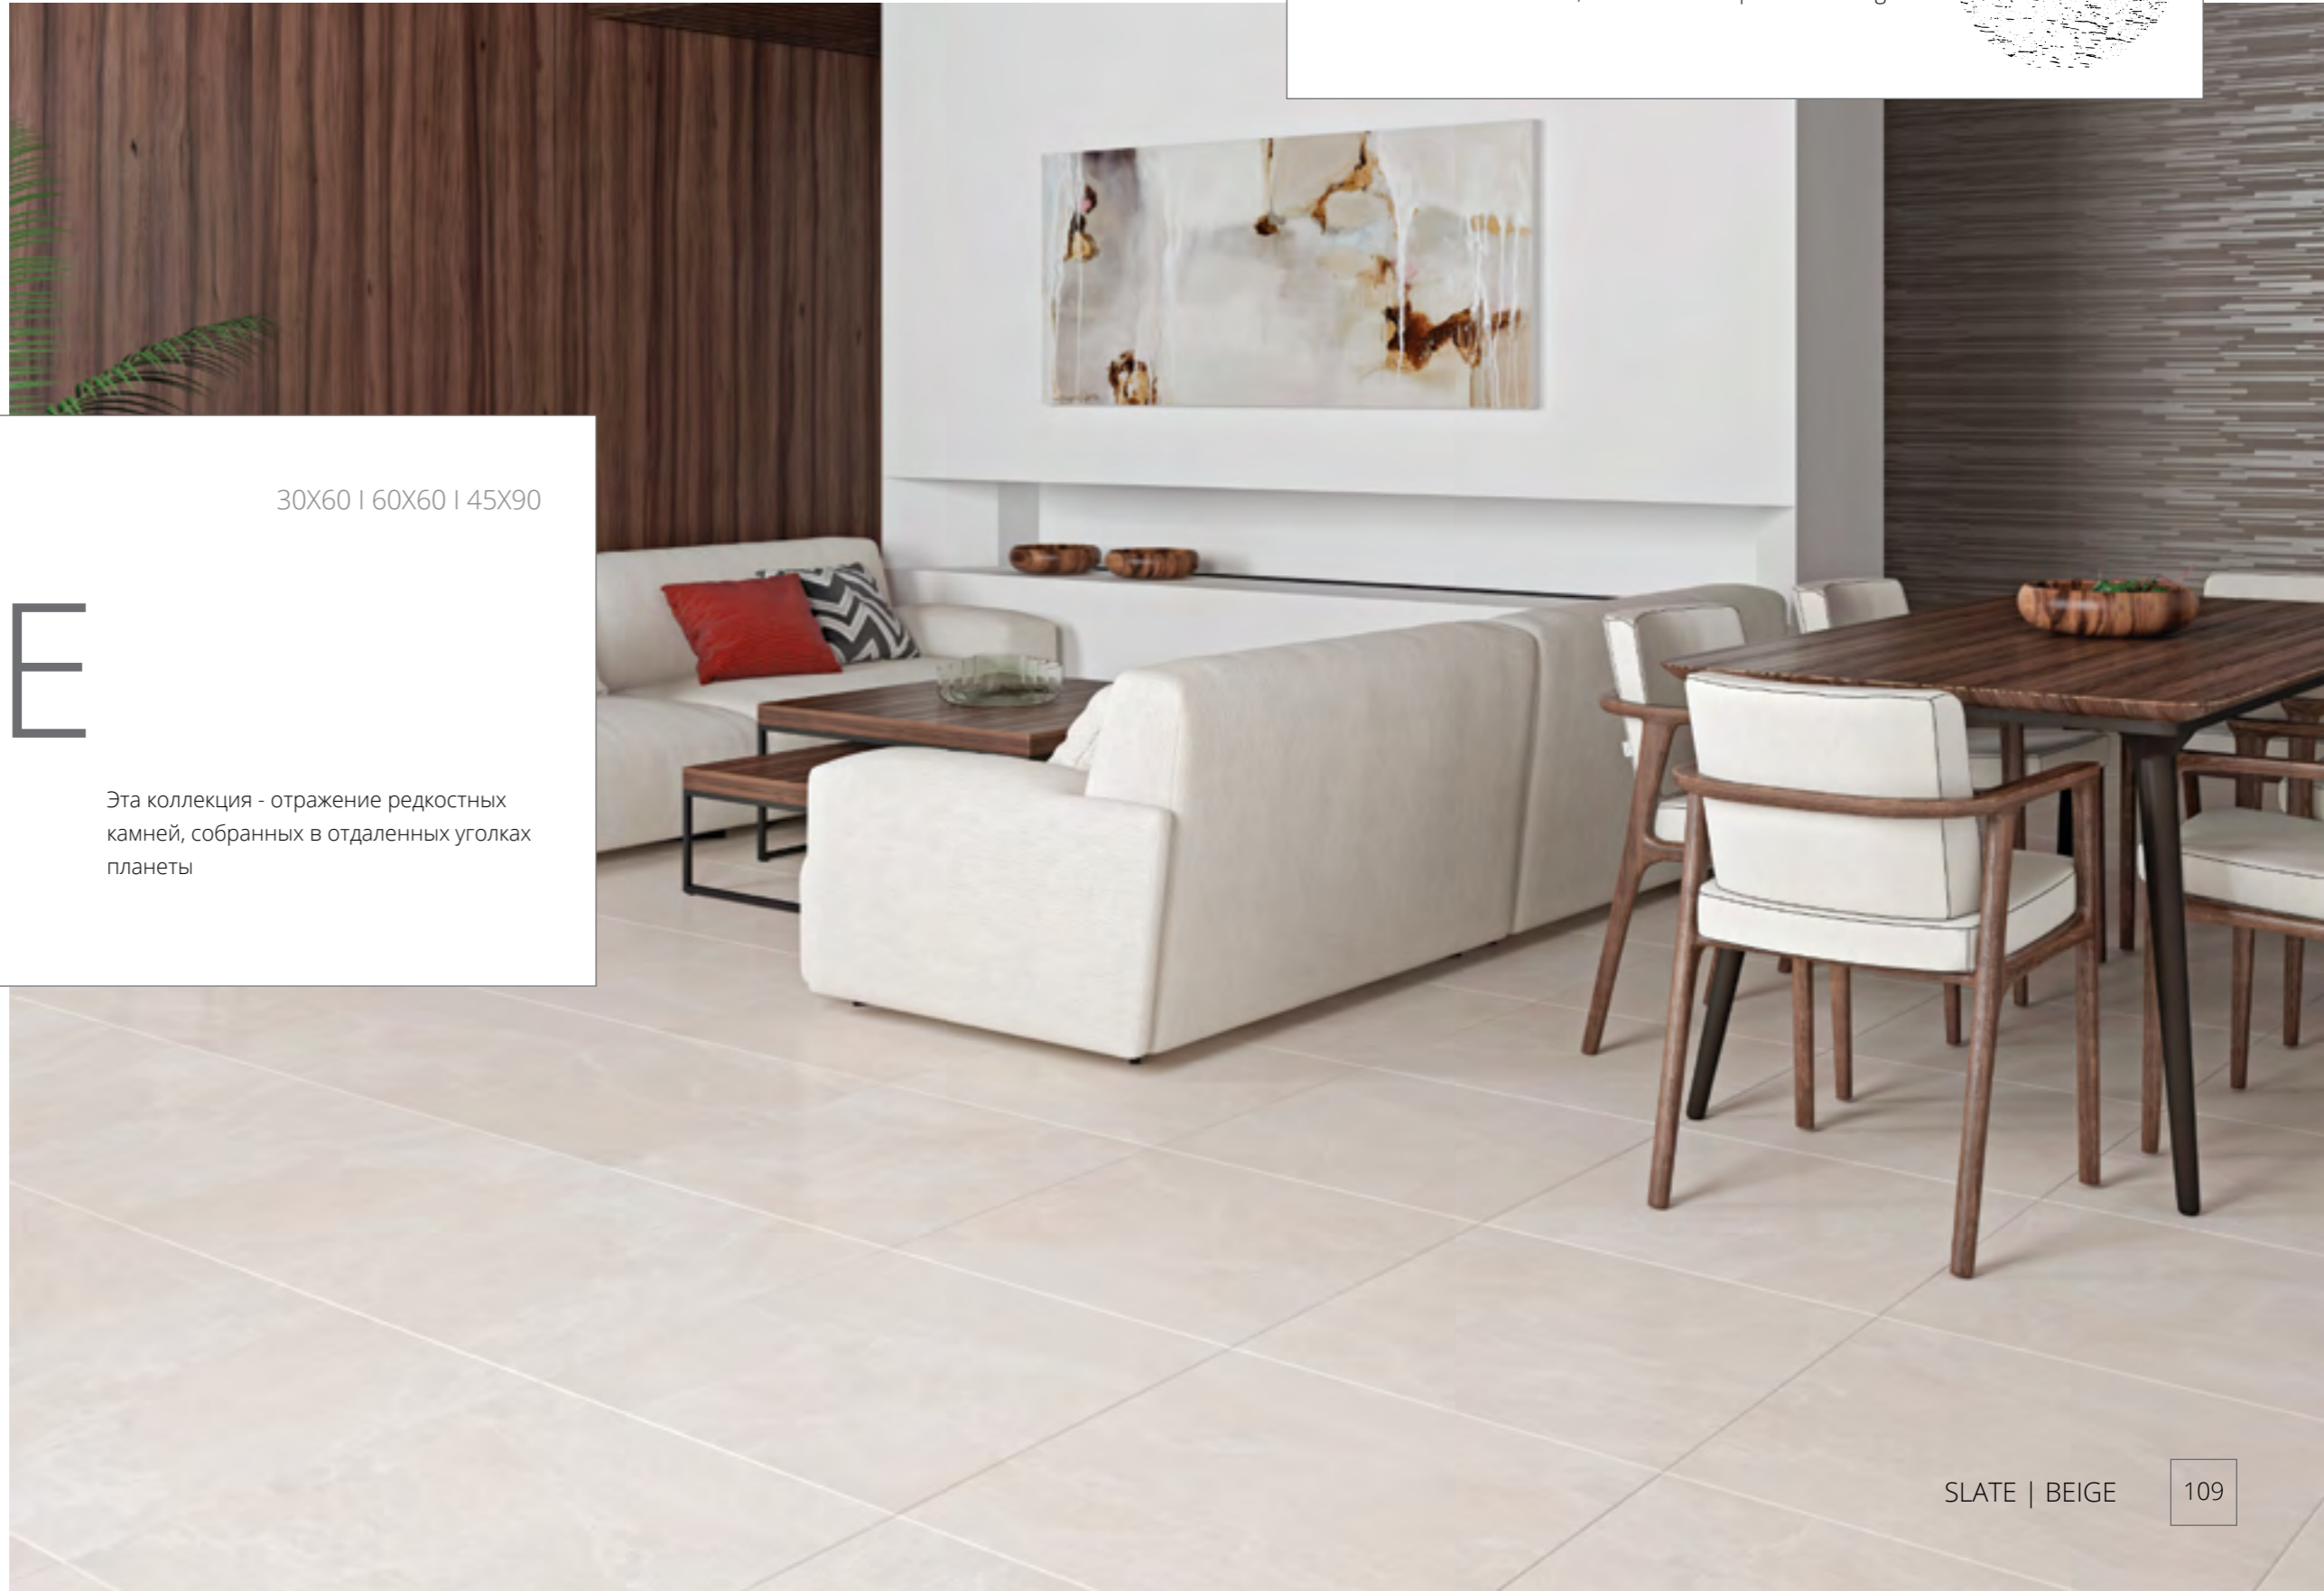 30X60 I 60X60 I 45X90
E
Эта коллекция - отражение редкостных
камней, собранных в отдаленных уголках
планеты
SLATE | BEIGE
109